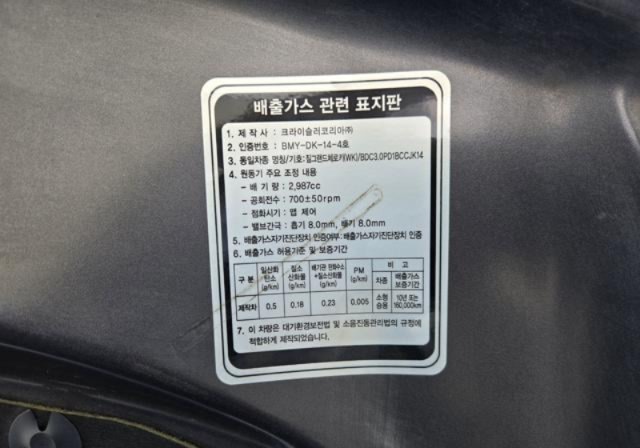 배출가스 관련 표지판
1. 제 작 사 : 크라이슬러코리아㈜
2. 인증번호 : BMY-DK-14-4호
3. 동일차종 명칭/기호: 짚그랜드체로키(WK)/BDC3.0PD1BCCJK14
4. 원동기 주요 조정 내용
- 배 기 량 : 2,987cc
- 공회전수 : 700±50rpm
- 점화시기 : 맵 제어
- 밸브간극 : 흡기 8.0mm, 배기 8.0mm
5. 배출가스자기진단장치 인증여부: 배출가스자기진단장치 인증
6. 배출가스 허용기준 및 보증기간
구 분 일산화탄소 (g/km) 질소산화물 (g/km) 배기관 탄화수소+질소산화물 (g/km) PM (g/km) 비 고
차종 배출가스 보증기간
제작차 0.5 0.18 0.23 0.005 소형승용 10년 또는 160,000km
7. 이 차량은 대기환경보전법 및 소음진동관리법의 규정에
적합하게 제작되었습니다.